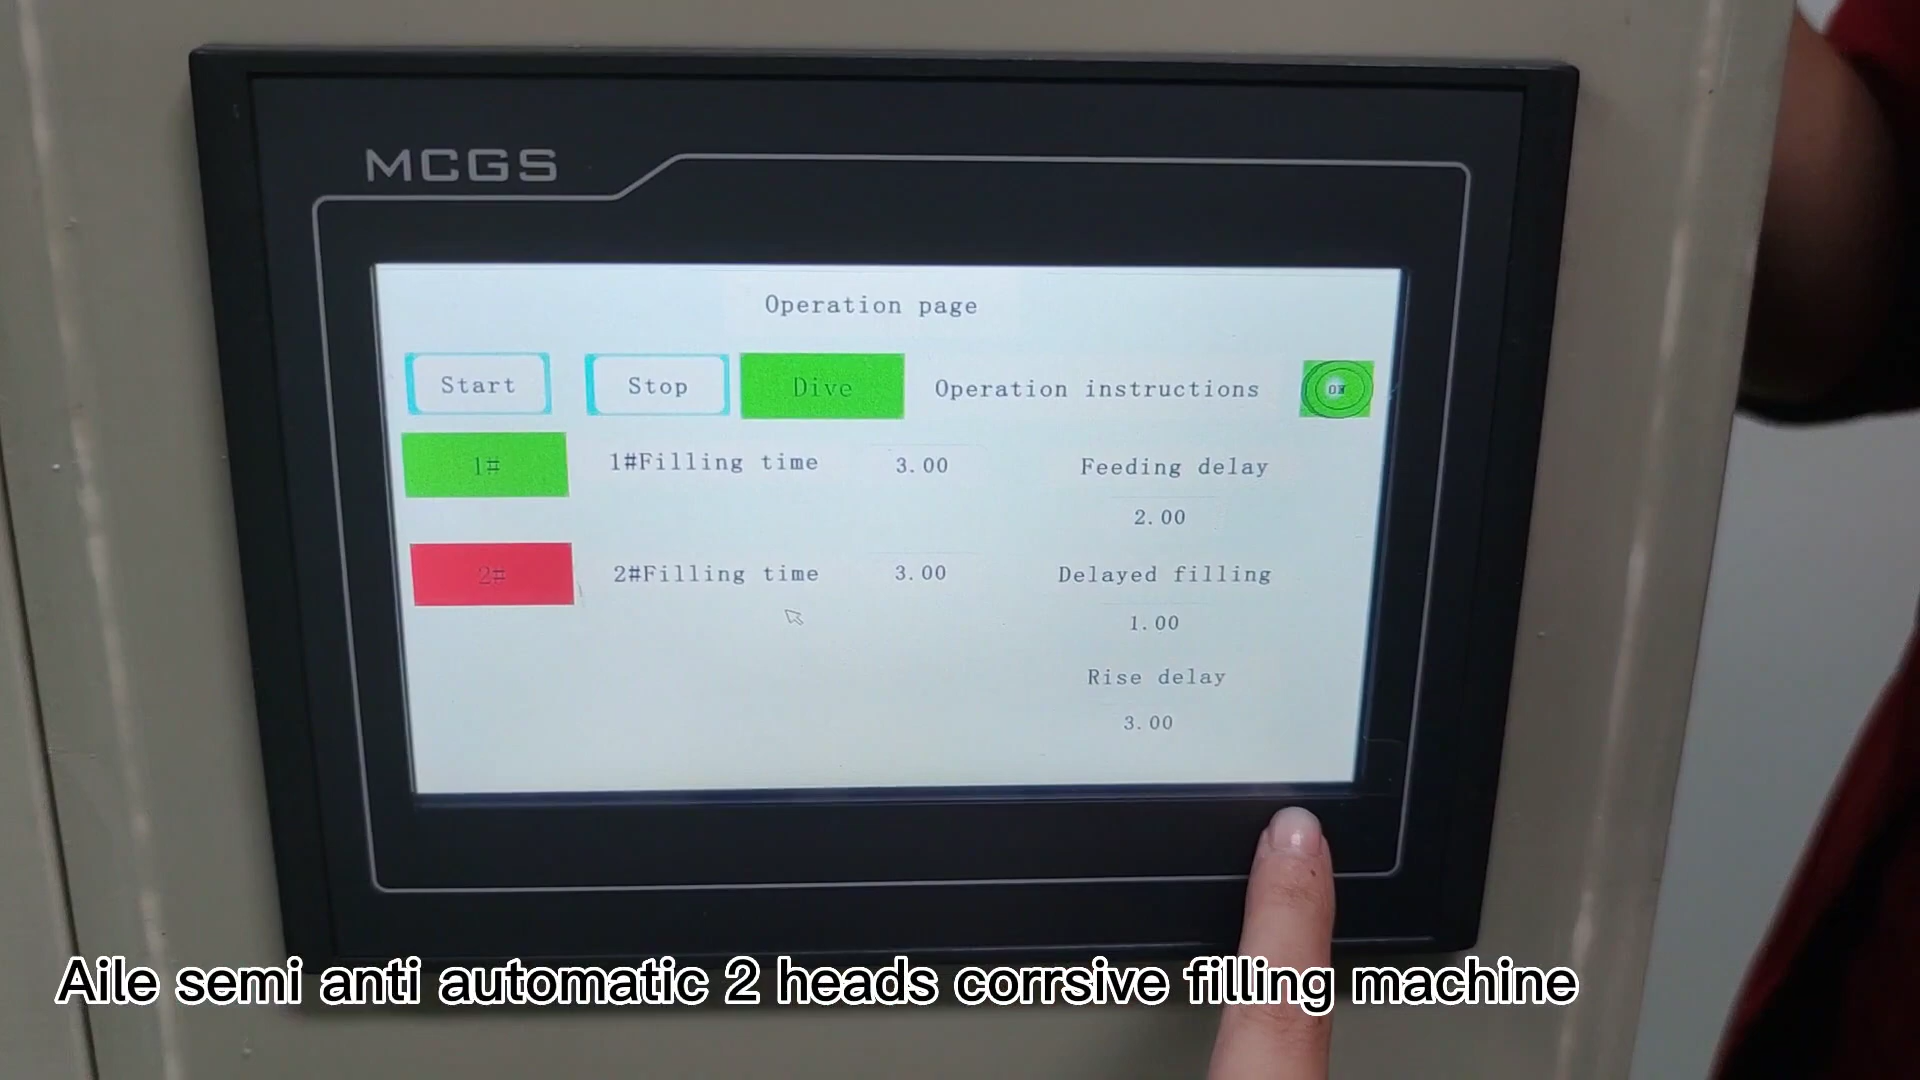 MCGS
Operation page
Start Stop Dive Operation instructions ON
1# 1#Filling time 3.00 Feeding delay
2.00
2# 2#Filling time 3.00 Delayed filling
1.00
Rise delay
3.00
Aile semi anti automatic 2 heads corrsive filling machine